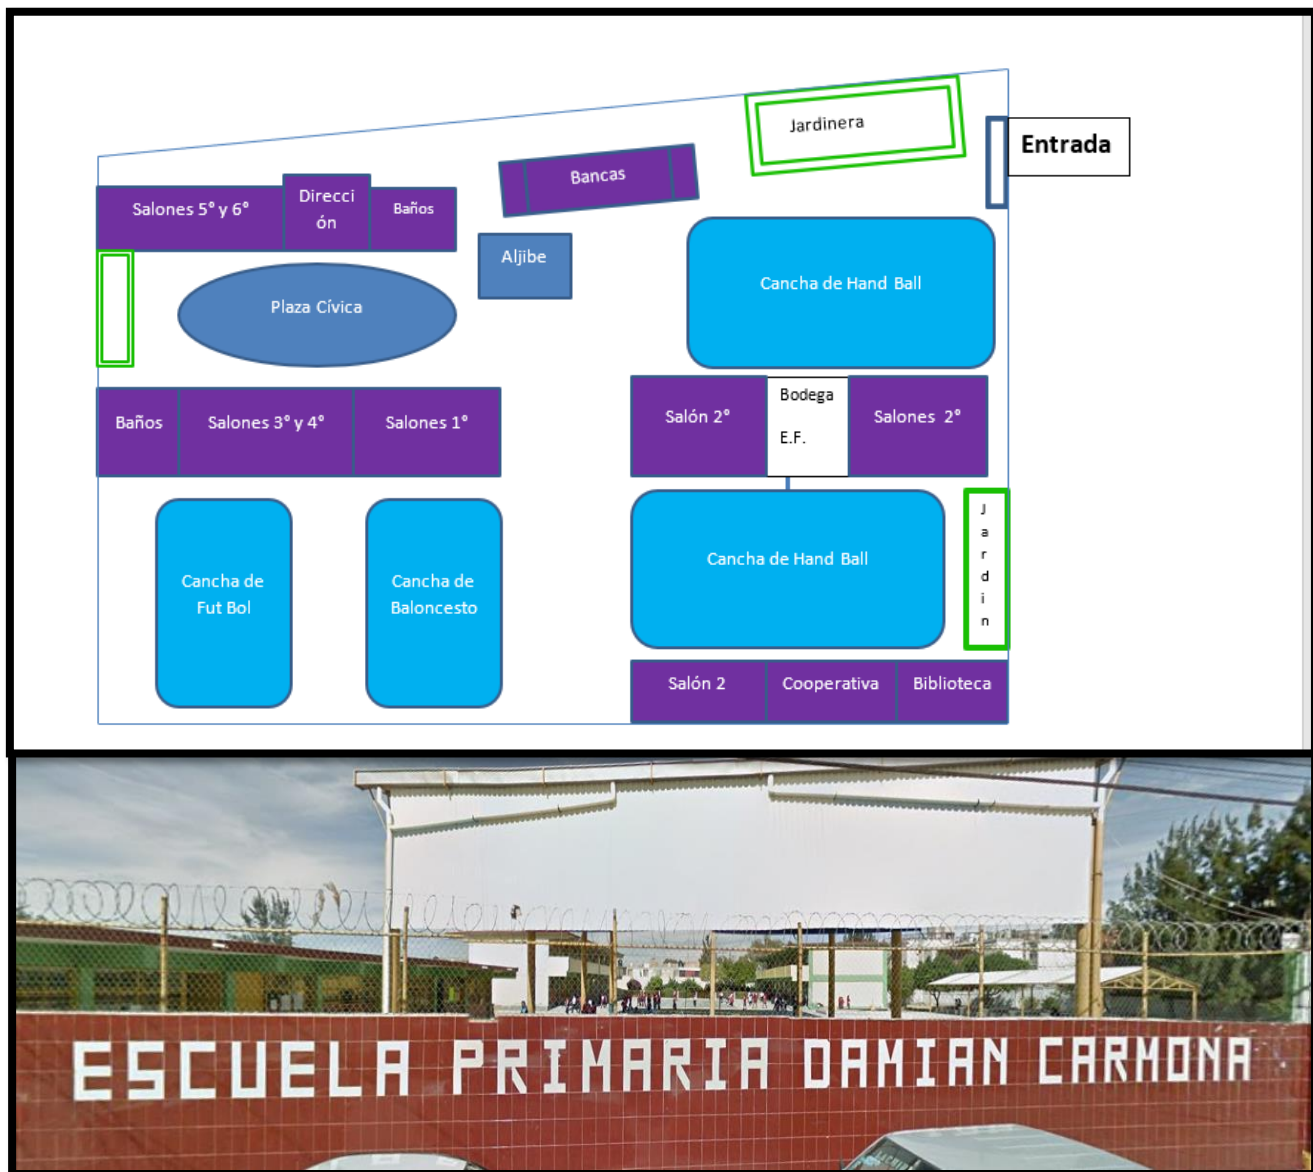 Jardinera
Entrada
Bancas
Salones 5° y 6°
Direcci
ón
Baños
Aljibe
Plaza Cívica
Cancha de Hand Ball
Baños
Salones 3° y 4°
Salones 1°
Salón 2°
Bodega
E.F.
Salones 2°
Cancha de
Fut Bol
Cancha de
Baloncesto
Cancha de Hand Ball
J
a
r
d
i
n
Salón 2
Cooperativa
Biblioteca
ESCUELA PRIMARIA DAMIAN CARMONA